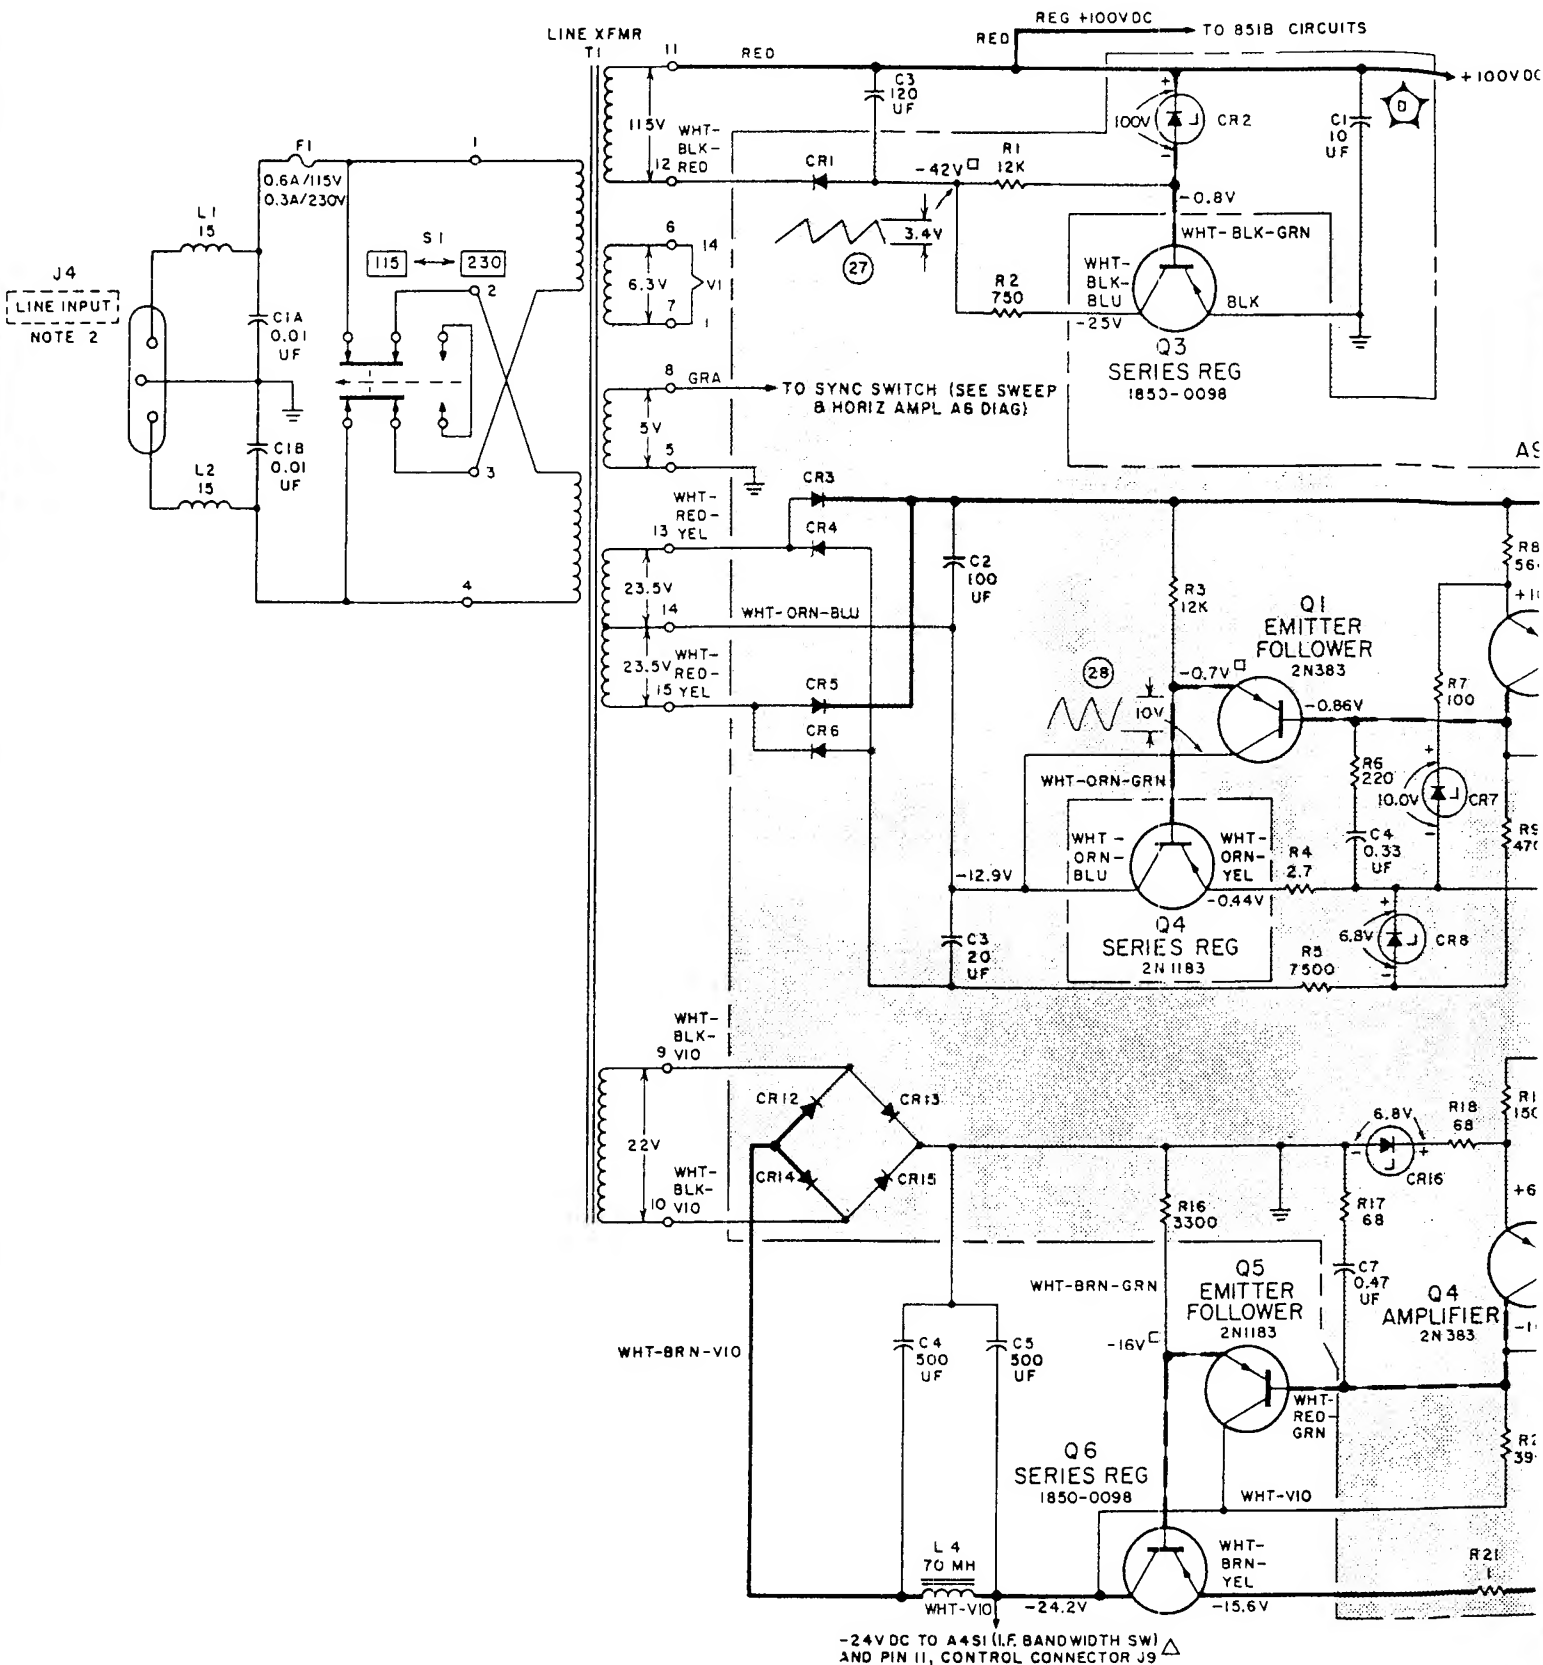 REG +100VDC
RED
TO 851B CIRCUITS
LINE XFMR
T1
11
RED
+100VDC
C3
120
UF
115V
WHT-
BLK-
RED
12
CR1
-42V
R1
12K
100V
+
-
CR2
C1
10
UF
-0.8V
3.4V
27
WHT-BLK-GRN
WHT-
BLK-
BLU
-25V
BLK
R2
750
Q3
SERIES REG
1850-0098
F1
0.6A/115V
0.3A/230V
1
L1
15
S1
115
230
2
J4
LINE INPUT
NOTE 2
C1A
0.01
UF
C1B
0.01
UF
L2
15
3
4
6
14
6.3V
V1
7
1
8
GRA
TO SYNC SWITCH (SEE SWEEP
& HORIZ AMPL A6 DIAG)
5V
5
WHT-
RED-
YEL
13
CR3
CR4
23.5V
14
WHT-ORN-BLU
23.5V
WHT-
RED-
YEL
15
CR5
CR6
C2
100
UF
R3
12K
Q1
EMITTER
FOLLOWER
2N383
-0.7V
28
10V
-0.86V
WHT-ORN-GRN
R7
100
R6
220
10.0V
+
-
CR7
C4
0.33
UF
WHT-
ORN-
BLU
WHT-
ORN-
YEL
-12.9V
-0.44V
R4
2.7
Q4
SERIES REG
2N1183
C3
20
UF
6.8V
+
-
CR8
R5
7500
WHT-
BLK-
VIO
9
22V
WHT-
BLK-
VIO
10
CR12
CR13
CR14
CR15
6.8V
-
+
CR16
R18
68
R16
3300
R17
68
C7
0.47
UF
WHT-BRN-GRN
Q5
EMITTER
FOLLOWER
2N1183
Q4
AMPLIFIER
2N383
WHT-BRN-VIO
C4
500
UF
C5
500
UF
-16V
WHT-
RED-
GRN
Q6
SERIES REG
1850-0098
WHT-VIO
L4
70 MH
WHT-VIO
-24.2V
WHT-
BRN-
YEL
-15.6V
R21
1
-24VDC TO A4S1 (I.F. BANDWIDTH SW)
AND PIN 11, CONTROL CONNECTOR J9